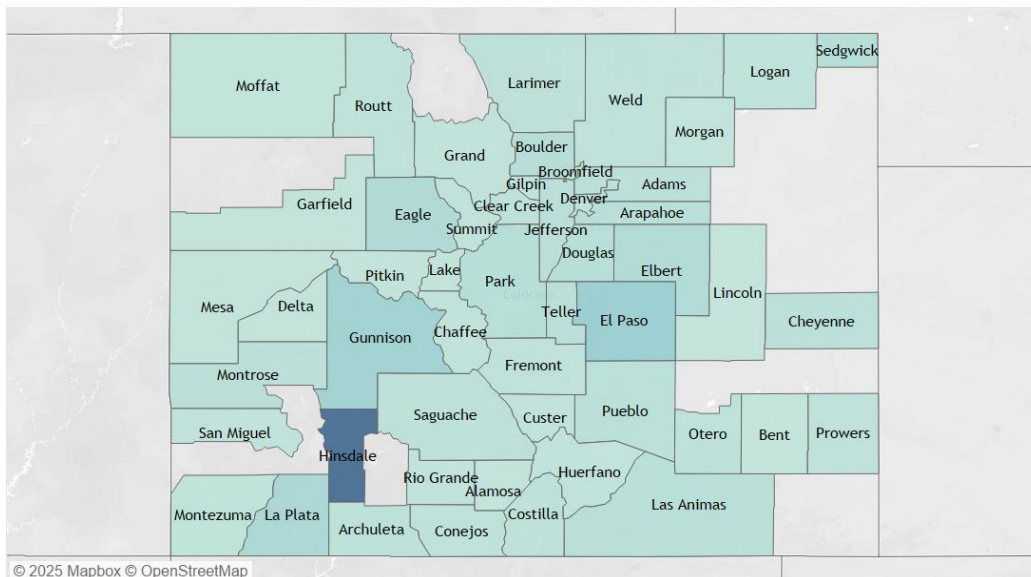 Sedgwick
Logan
Moffat
Larimer
Weld
Routt
Morgan
Boulder
Grand
Broomfield
Gilpin
Adams
Clear Creek
Denver
Garfield
Arapahoe
Eagle
Summit
Jefferson
Douglas
Lake
Elbert
Pitkin
Park
Lincoln
Colorado
Mesa
Delta
Teller
El Paso
Cheyenne
Chaffee
Gunnison
Fremont
Montrose
Saguache
Pueblo
Custer
San Miguel
Otero
Bent
Prowers
Hinsdale
Huerfano
Rio Grande
Alamosa
Las Animas
Montezuma
La Plata
Costilla
Archuleta
Conejos
© 2025 Mapbox © OpenStreetMap